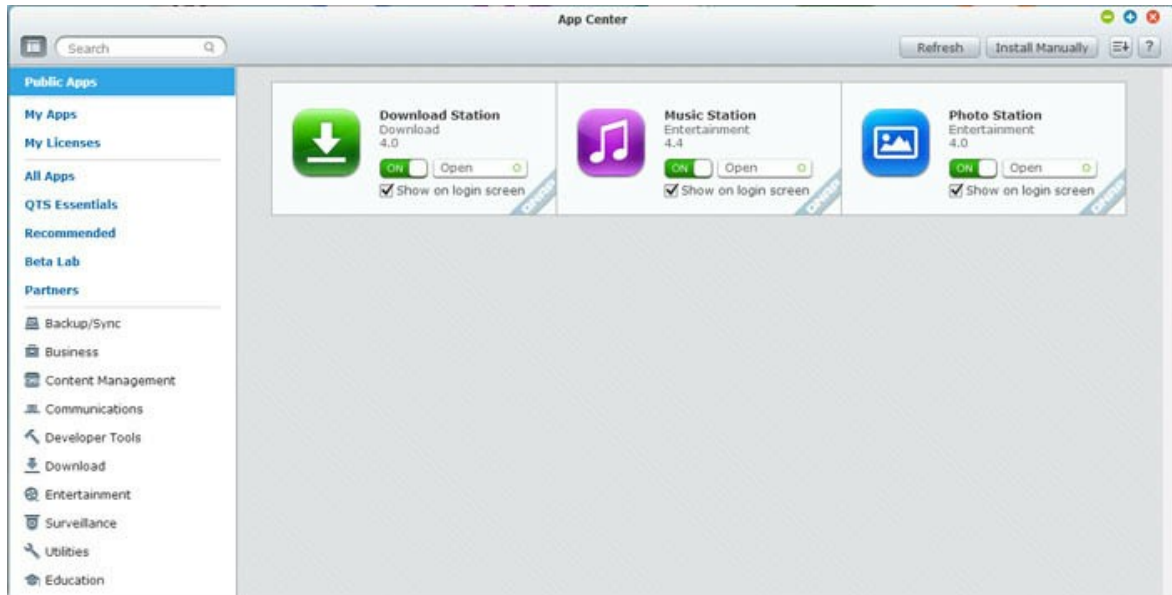 App Center
Search
Refresh
Install Manually
?
Public Apps
My Apps
My Licenses
All Apps
QTS Essentials
Recommended
Beta Lab
Partners
Backup/Sync
Business
Content Management
Communications
Developer Tools
Download
Entertainment
Surveillance
Utilities
Education
Download Station
Download
4.0
ON Open
Show on login screen
QNAP
Music Station
Entertainment
4.4
ON Open
Show on login screen
QNAP
Photo Station
Entertainment
4.0
ON Open
Show on login screen
QNAP